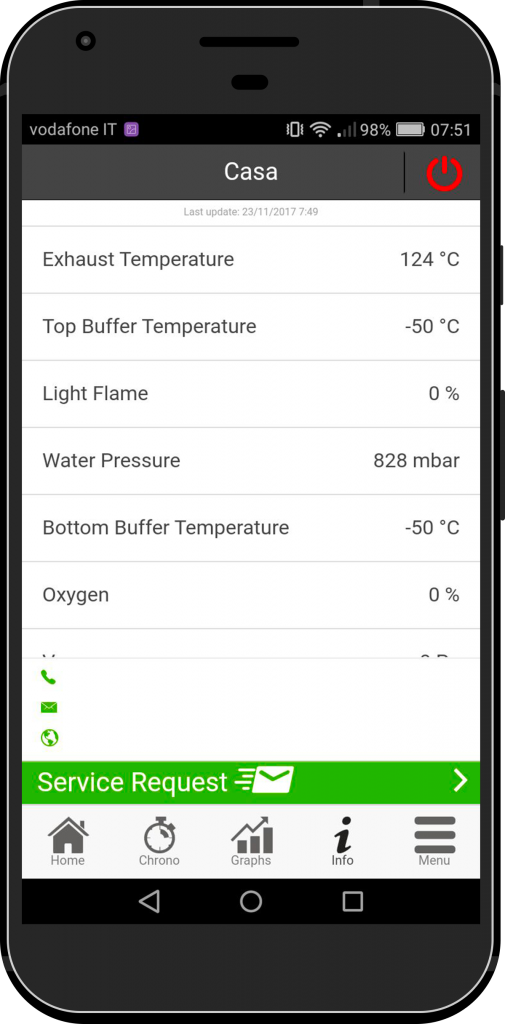 vodafone IT 98% 07:51
Casa
Last update: 23/11/2017 7:49
Exhaust Temperature 124 °C
Top Buffer Temperature -50 °C
Light Flame 0 %
Water Pressure 828 mbar
Bottom Buffer Temperature -50 °C
Oxygen 0 %
Service Request
Home Chrono Graphs Info Menu